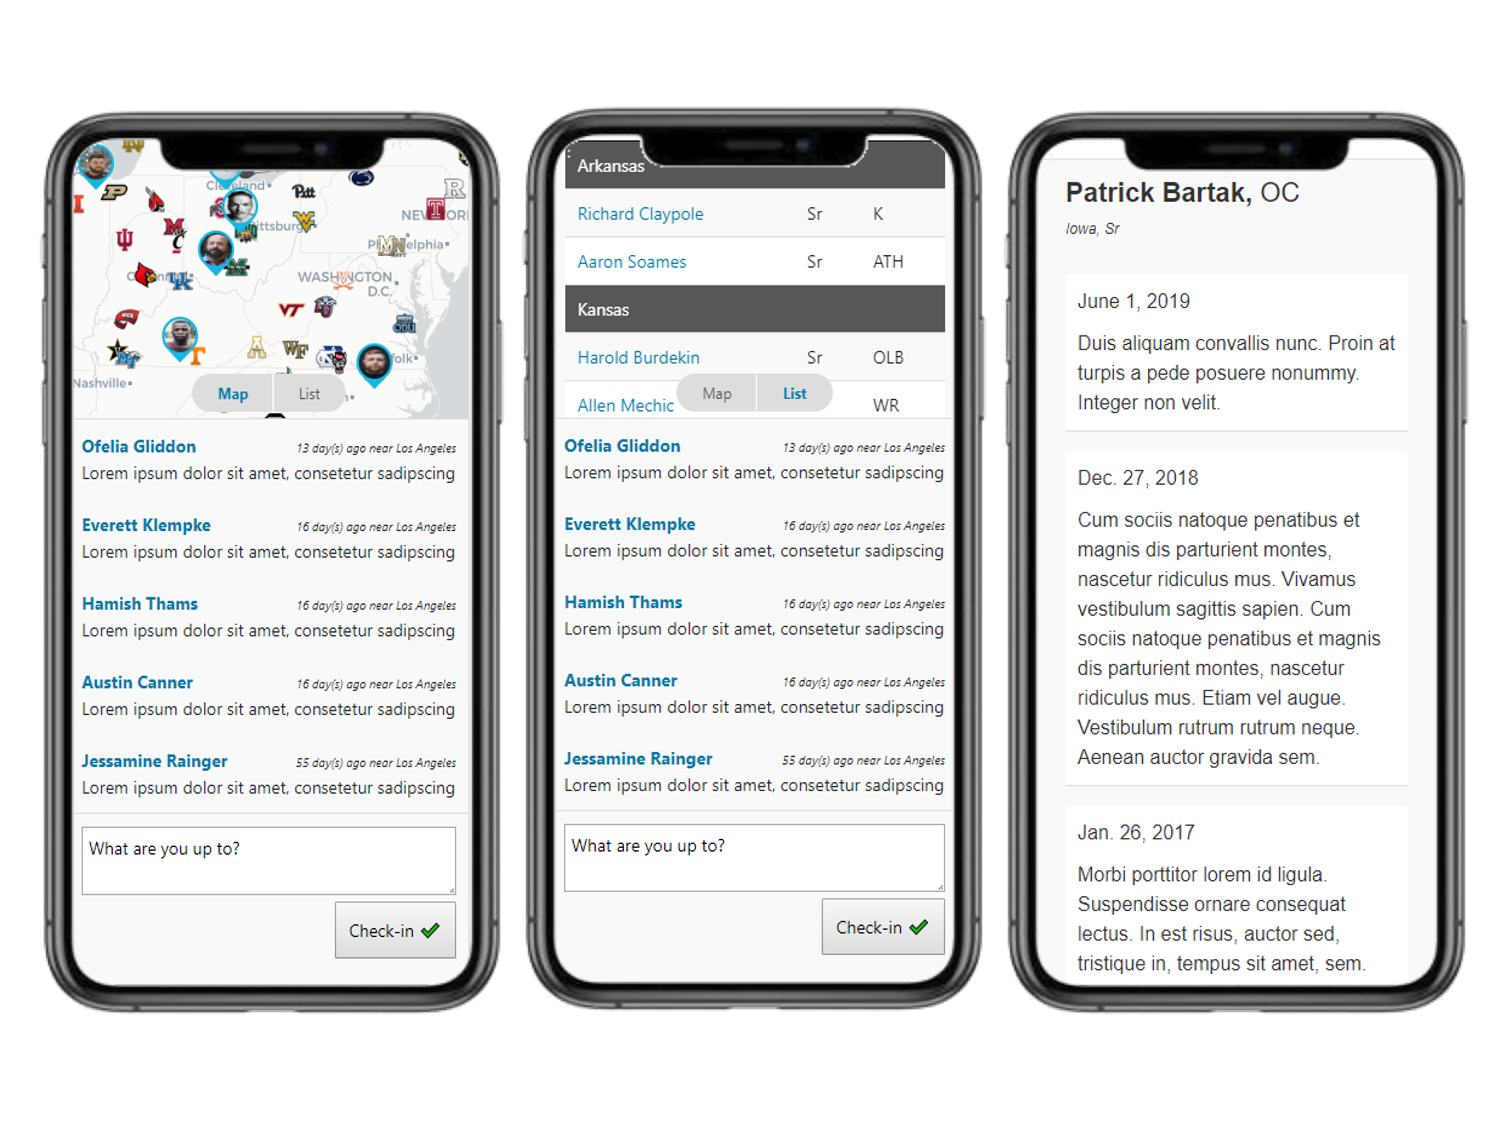 Cleveland
Pitt
R
NEW YOR
P
ttsburg
Philadelphia
WASHINGTON
D.C.
VT
ODU
A
WF
T
folk
Nashville
Map List
Ofelia Gliddon 13 day(s) ago near Los Angeles
Lorem ipsum dolor sit amet, consetetur sadipscing
Everett Klempke 16 day(s) ago near Los Angeles
Lorem ipsum dolor sit amet, consetetur sadipscing
Hamish Thams 16 day(s) ago near Los Angeles
Lorem ipsum dolor sit amet, consetetur sadipscing
Austin Canner 16 day(s) ago near Los Angeles
Lorem ipsum dolor sit amet, consetetur sadipscing
Jessamine Rainger 55 day(s) ago near Los Angeles
Lorem ipsum dolor sit amet, consetetur sadipscing
What are you up to?
Check-in
Arkansas
Richard Claypole Sr K
Aaron Soames Sr ATH
Kansas
Harold Burdekin Sr OLB
Allen Mechic WR
Map List
Ofelia Gliddon 13 day(s) ago near Los Angeles
Lorem ipsum dolor sit amet, consetetur sadipscing
Everett Klempke 16 day(s) ago near Los Angeles
Lorem ipsum dolor sit amet, consetetur sadipscing
Hamish Thams 16 day(s) ago near Los Angeles
Lorem ipsum dolor sit amet, consetetur sadipscing
Austin Canner 16 day(s) ago near Los Angeles
Lorem ipsum dolor sit amet, consetetur sadipscing
Jessamine Rainger 55 day(s) ago near Los Angeles
Lorem ipsum dolor sit amet, consetetur sadipscing
What are you up to?
Check-in
Patrick Bartak, OC
Iowa, Sr
June 1, 2019
Duis aliquam convallis nunc. Proin at
turpis a pede posuere nonummy.
Integer non velit.
Dec. 27, 2018
Cum sociis natoque penatibus et
magnis dis parturient montes,
nascetur ridiculus mus. Vivamus
vestibulum sagittis sapien. Cum
sociis natoque penatibus et magnis
dis parturient montes, nascetur
ridiculus mus. Etiam vel augue.
Vestibulum rutrum rutrum neque.
Aenean auctor gravida sem.
Jan. 26, 2017
Morbi porttitor lorem id ligula.
Suspendisse ornare consequat
lectus. In est risus, auctor sed,
tristique in, tempus sit amet, sem.